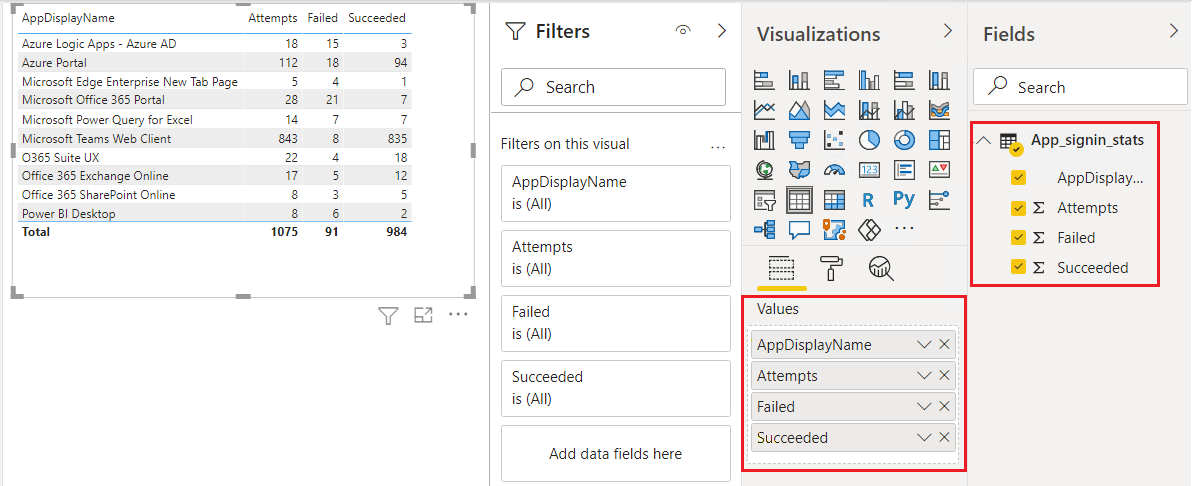 AppDisplayName Attempts Failed Succeeded
Azure Logic Apps - Azure AD 18 15 3
Azure Portal 112 18 94
Microsoft Edge Enterprise New Tab Page 5 4 1
Microsoft Office 365 Portal 28 21 7
Microsoft Power Query for Excel 14 7 7
Microsoft Teams Web Client 843 8 835
O365 Suite UX 22 4 18
Office 365 Exchange Online 17 5 12
Office 365 SharePoint Online 8 3 5
Power BI Desktop 8 6 2
Total 1075 91 984
Filters
Search
Filters on this visual
AppDisplayName
is (All)
Attempts
is (All)
Failed
is (All)
Succeeded
is (All)
Add data fields here
Visualizations
123
R
Py
Values
AppDisplayName
Attempts
Failed
Succeeded
Fields
Search
App_signin_stats
AppDisplay...
Σ Attempts
Σ Failed
Σ Succeeded